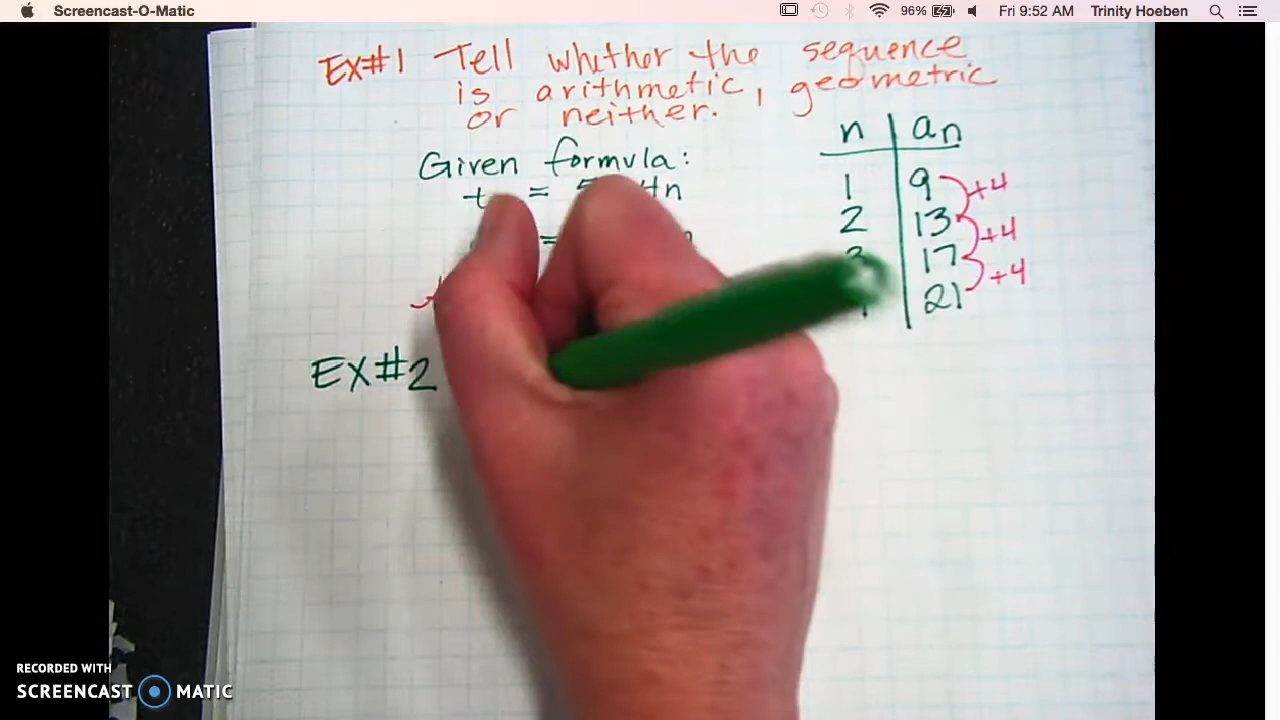 Screencast-O-Matic
96%
Fri 9:52 AM Trinity Hoeben
EX#1 Tell whether the sequence
is arithmetic, geometric
or neither.
Given formula:
= 4n
n an
1 9 +4
2 13 +4
3 17 +4
21
EX#2
RECORDED WITH
SCREENCAST MATIC